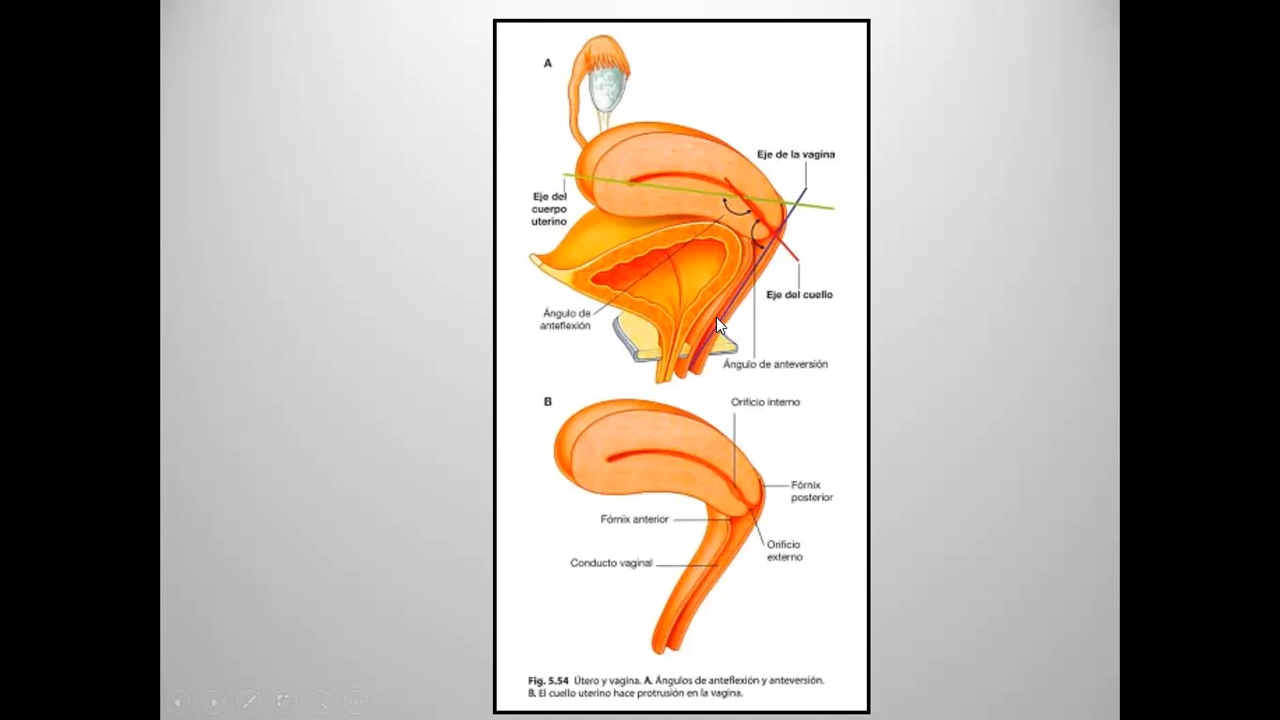 A
Eje de la vagina
Eje del
cuerpo
uterino
Eje del cuello
Ángulo de
anteflexión
Ángulo de anteversión
B
Orificio interno
Fórnix
posterior
Fórnix anterior
Orificio
externo
Conducto vaginal
Fig. 5.54 Útero y vagina. A. Ángulos de anteflexión y anteversión.
B. El cuello uterino hace protrusión en la vagina.